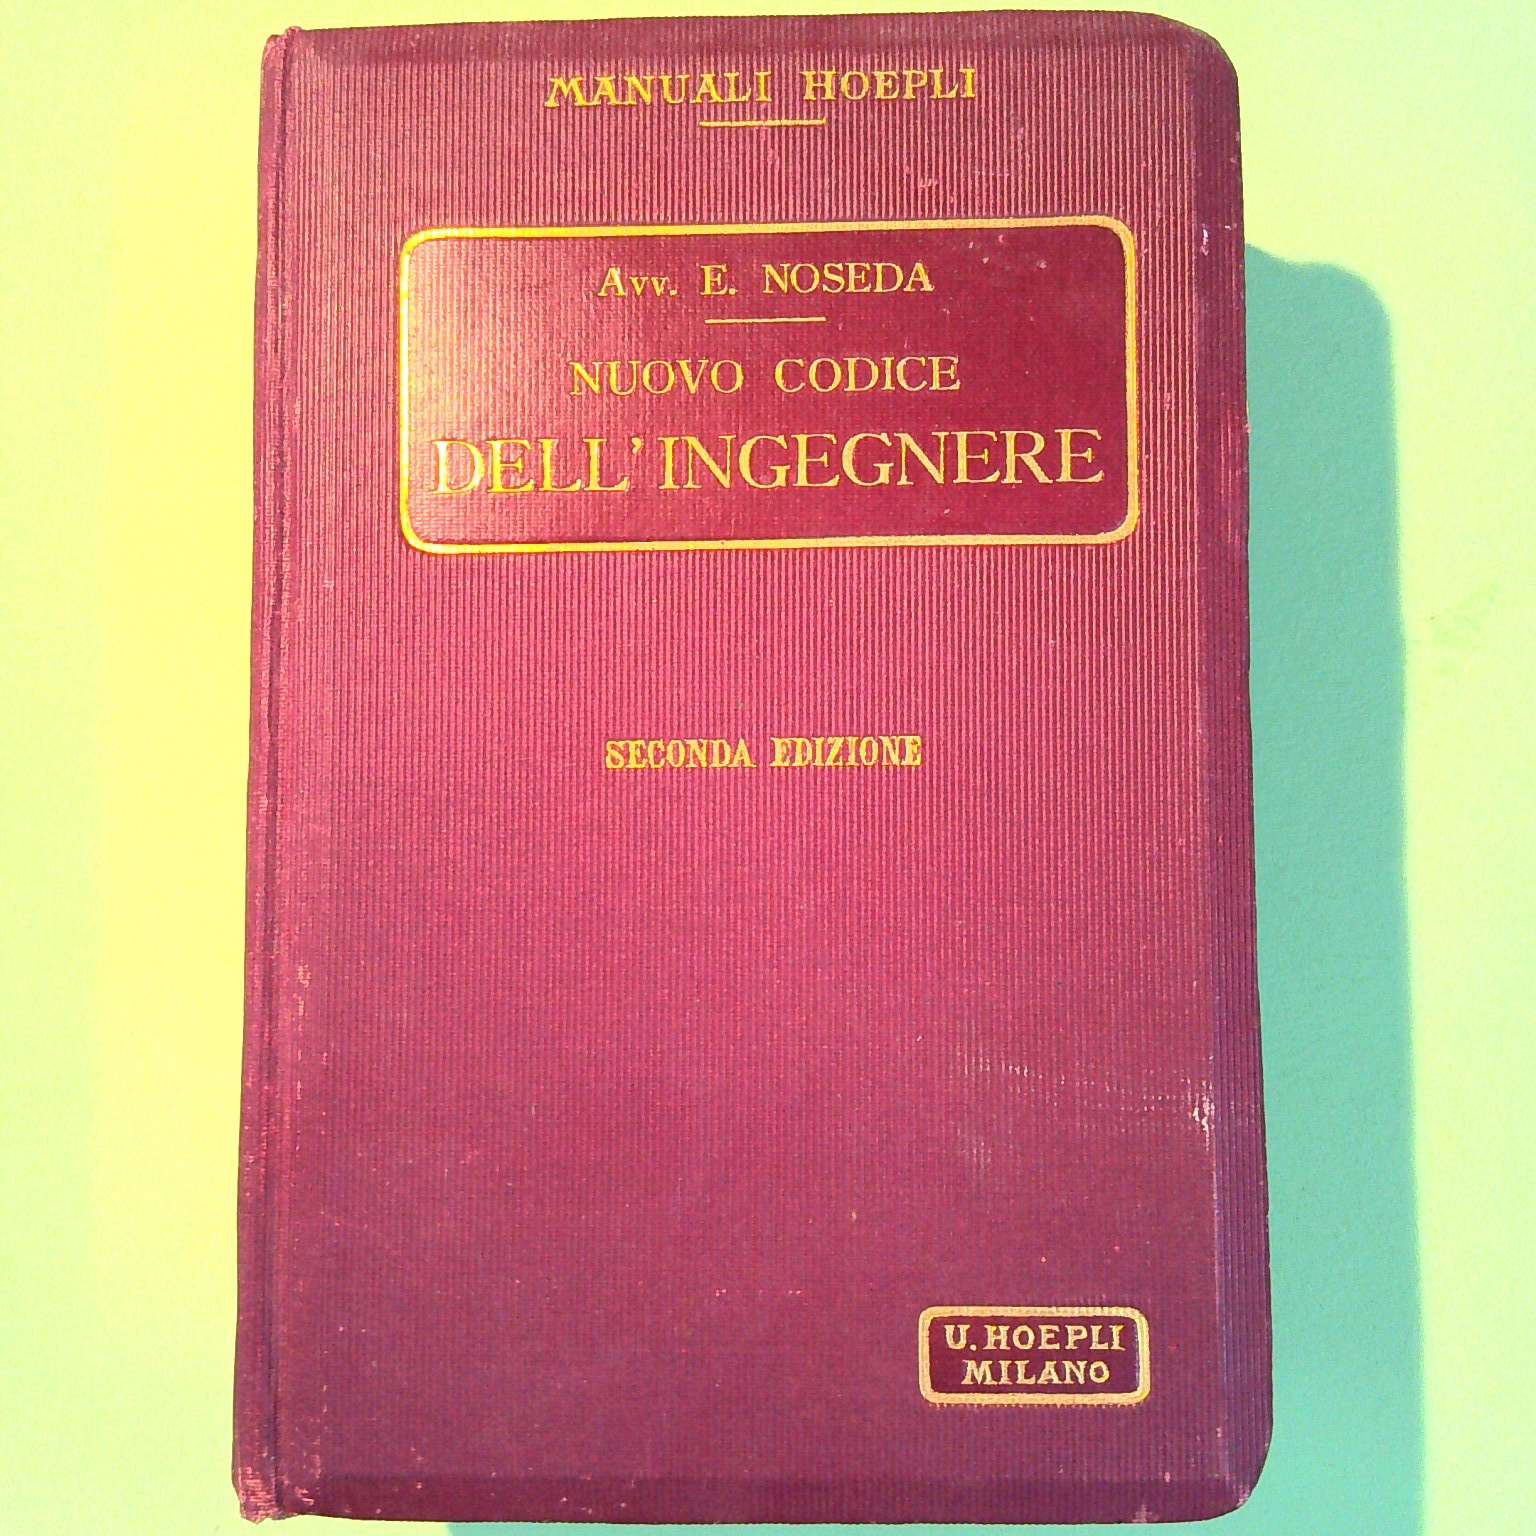 MANUALI HOEPLI
Avv. E. NOSEDA
NUOVO CODICE
DELL'INGEGNERE
SECONDA EDIZIONE
U. HOEPLI
MILANO